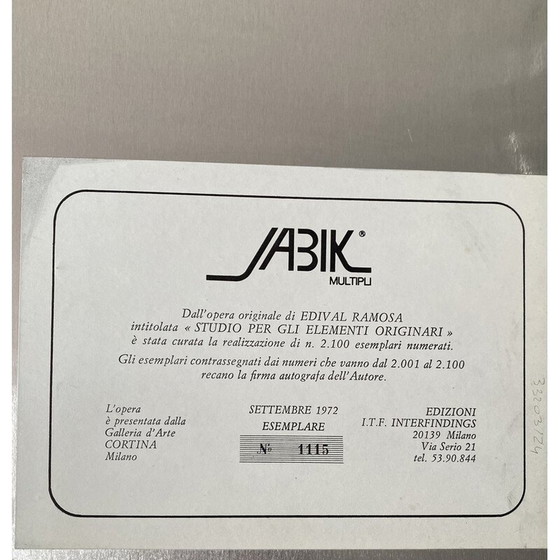 JABIK®
MULTIPLI
Dall'opera originale di EDIVAL RAMOSA
intitolata « STUDIO PER GLI ELEMENTI ORIGINARI »
è stata curata la realizzazione di n. 2.100 esemplari numerati.
Gli esemplari contrassegnati dai numeri che vanno dal 2.001 al 2.100
recano la firma autografa dell'Autore.
L'opera
è presentata dalla
Galleria d'Arte
CORTINA
Milano
SETTEMBRE 1972
ESEMPLARE
№ 1115
EDIZIONI
I.T.F. INTERFINDINGS
20139 Milano
Via Serio 21
tel. 53.90.844